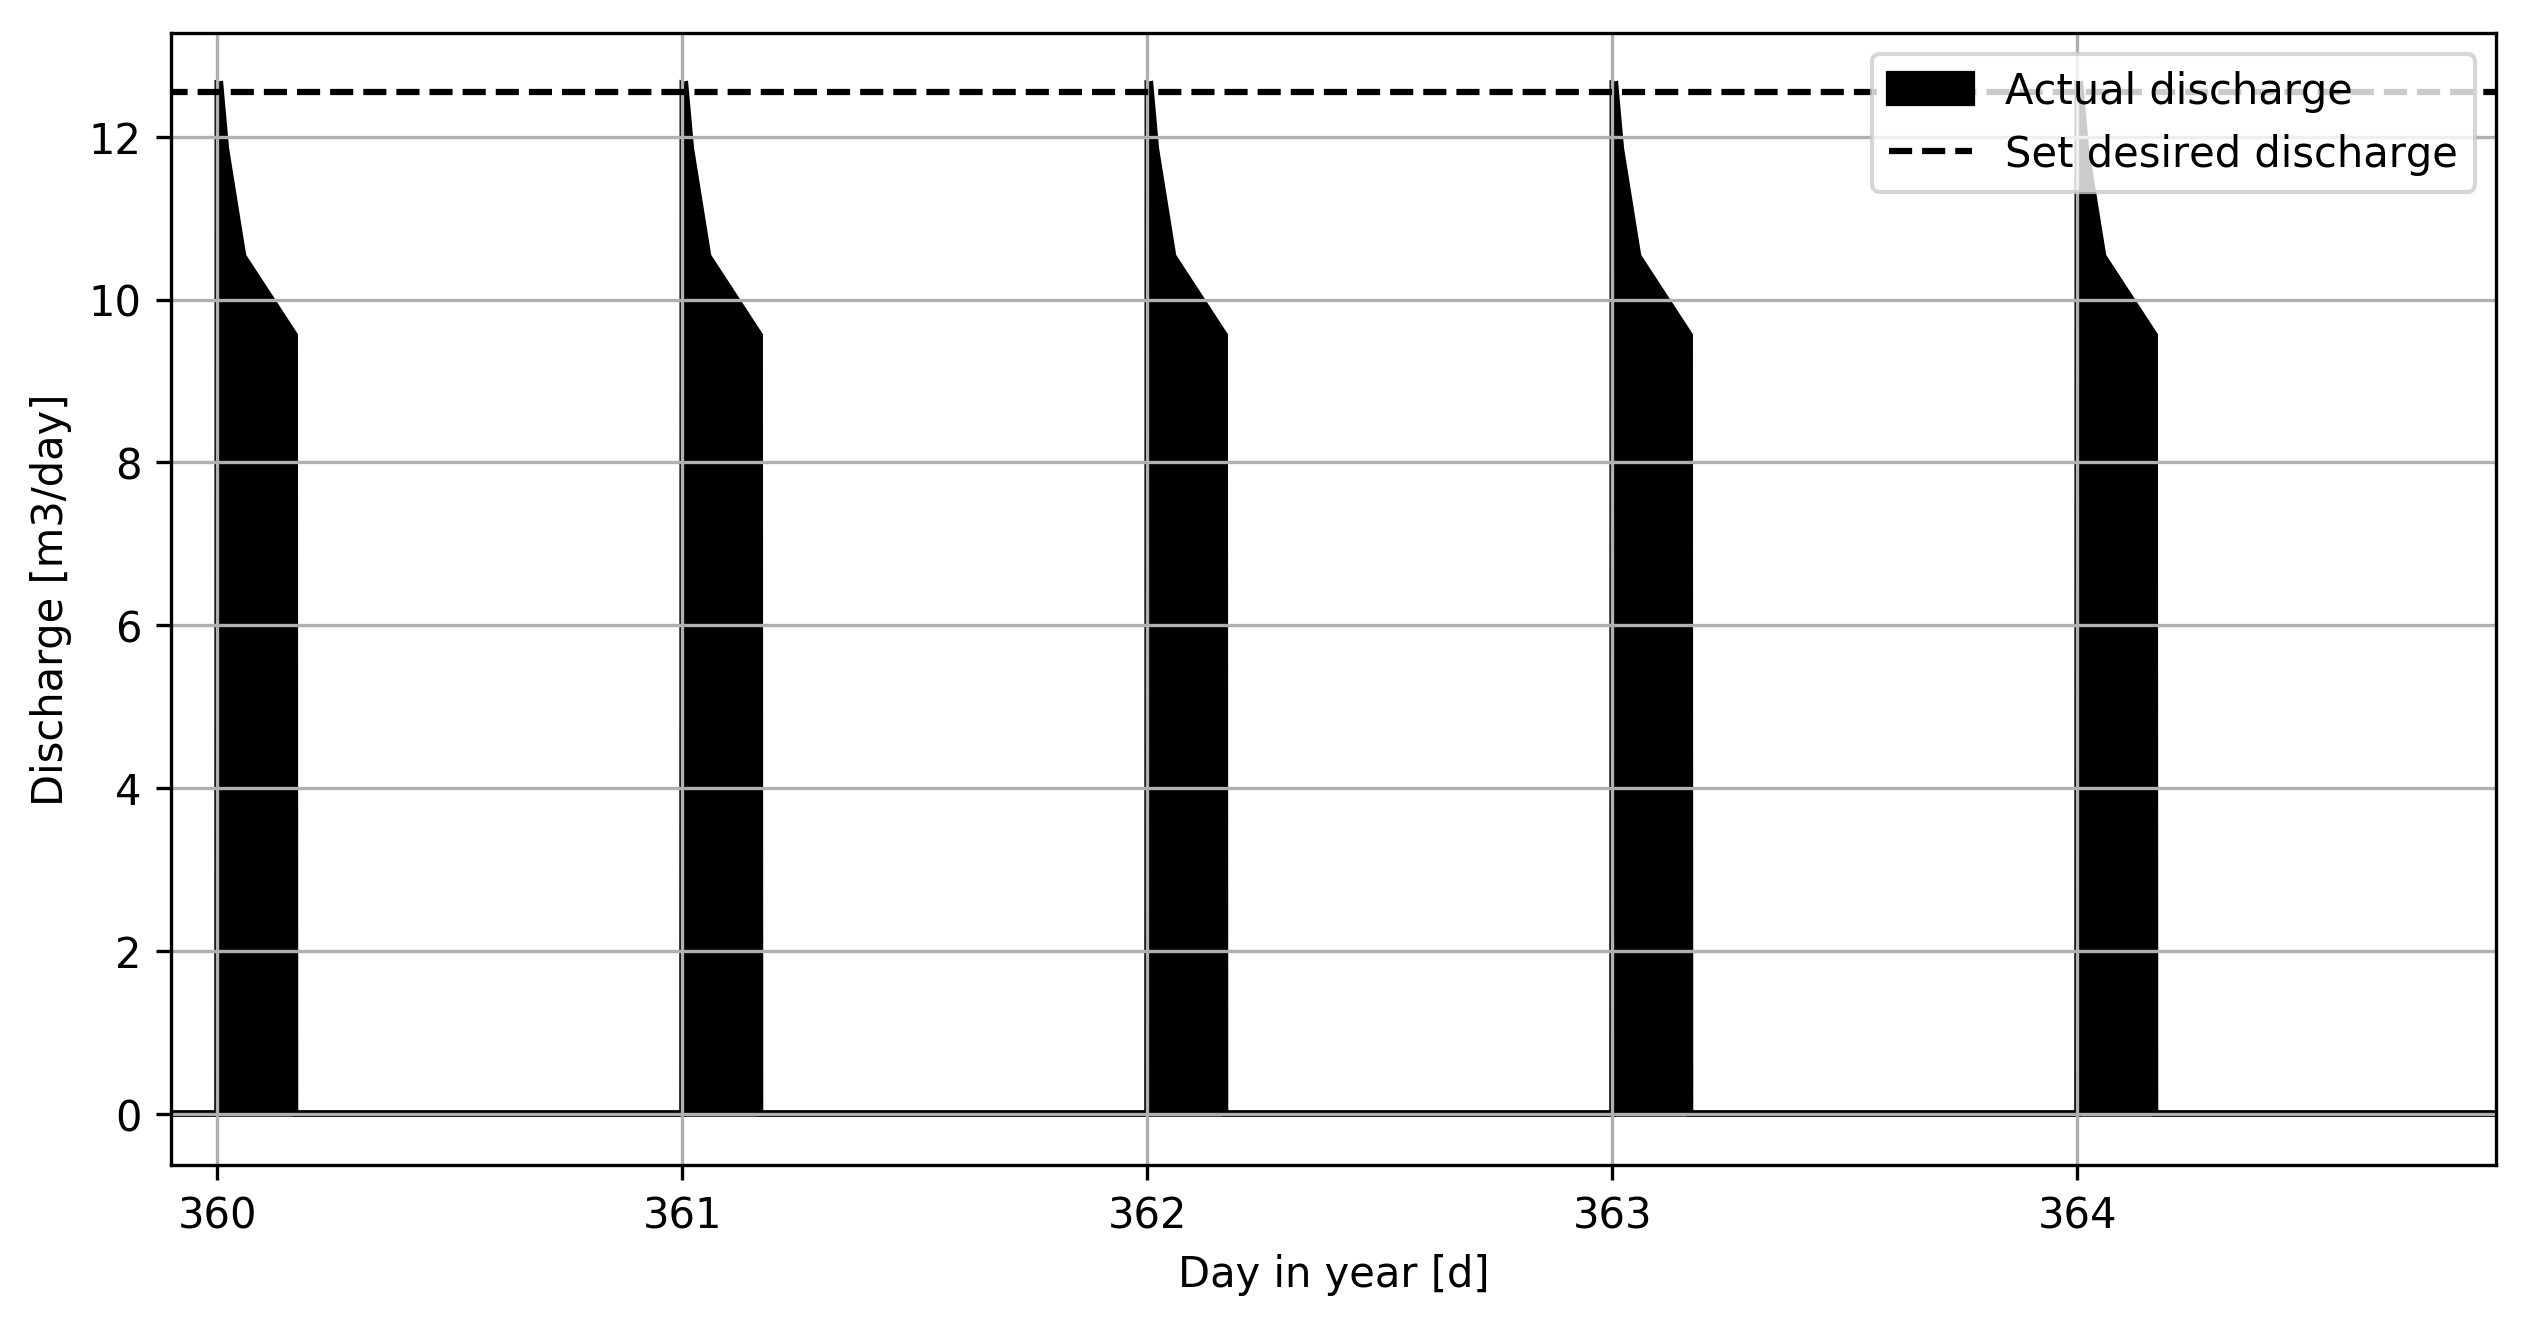 Actual discharge
Set desired discharge
12
10
8
6
4
2
0
Discharge [m3/day]
360 361 362 363 364
Day in year [d]